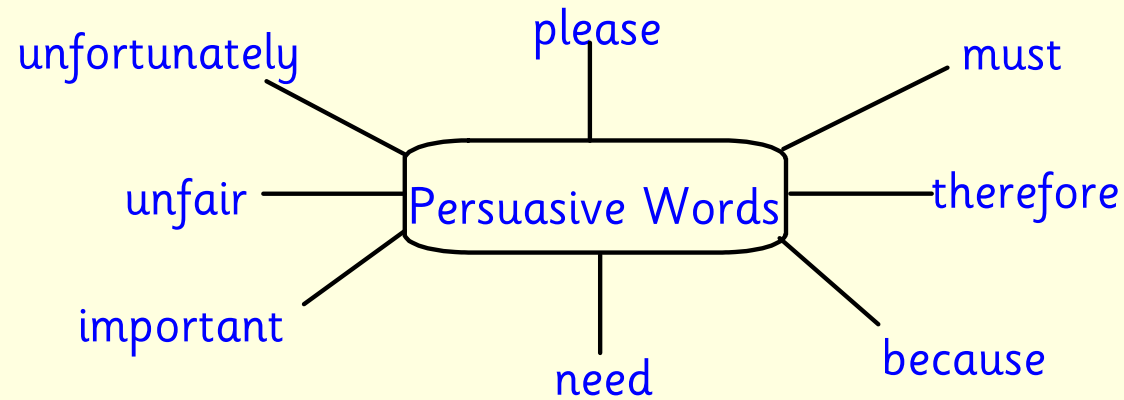 please
unfortunately
must
unfair
Persuasive Words
therefore
important
because
need